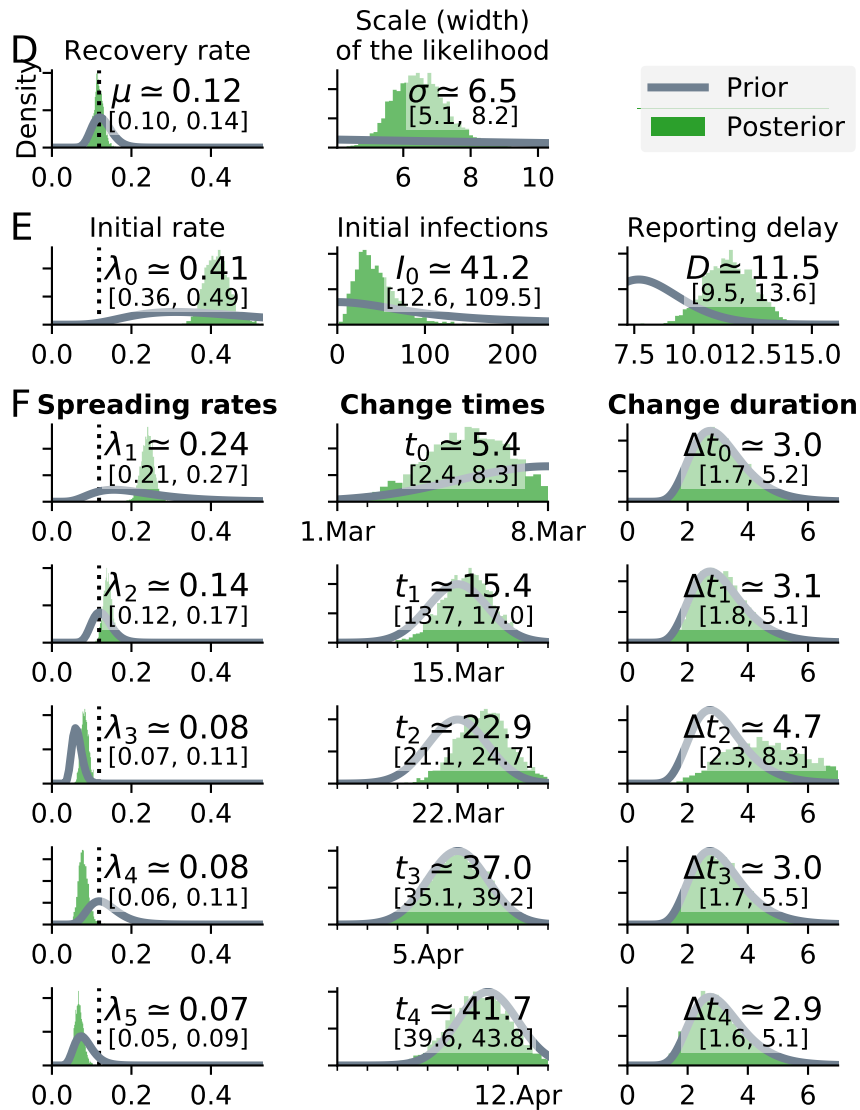 D Recovery rate
Scale (width)
of the likelihood
Density
μ ≃ 0.12
[0.10, 0.14]
0.0 0.2 0.4
σ ≃ 6.5
[5.1, 8.2]
6 8 10
Prior
Posterior
E Initial rate
λ0 ≃ 0.41
[0.36, 0.49]
0.0 0.2 0.4
Initial infections
I0 ≃ 41.2
[12.6, 109.5]
0 100 200
Reporting delay
D ≃ 11.5
[9.5, 13.6]
7.5 10.0 12.5 15.0
F Spreading rates Change times Change duration
λ1 ≃ 0.24
[0.21, 0.27]
0.0 0.2 0.4
t0 ≃ 5.4
[2.4, 8.3]
1.Mar 8.Mar
Δt0 ≃ 3.0
[1.7, 5.2]
0 2 4 6
λ2 ≃ 0.14
[0.12, 0.17]
0.0 0.2 0.4
t1 ≃ 15.4
[13.7, 17.0]
15.Mar
Δt1 ≃ 3.1
[1.8, 5.1]
0 2 4 6
λ3 ≃ 0.08
[0.07, 0.11]
0.0 0.2 0.4
t2 ≃ 22.9
[21.1, 24.7]
22.Mar
Δt2 ≃ 4.7
[2.3, 8.3]
0 2 4 6
λ4 ≃ 0.08
[0.06, 0.11]
0.0 0.2 0.4
t3 ≃ 37.0
[35.1, 39.2]
5.Apr
Δt3 ≃ 3.0
[1.7, 5.5]
0 2 4 6
λ5 ≃ 0.07
[0.05, 0.09]
0.0 0.2 0.4
t4 ≃ 41.7
[39.6, 43.8]
12.Apr
Δt4 ≃ 2.9
[1.6, 5.1]
0 2 4 6